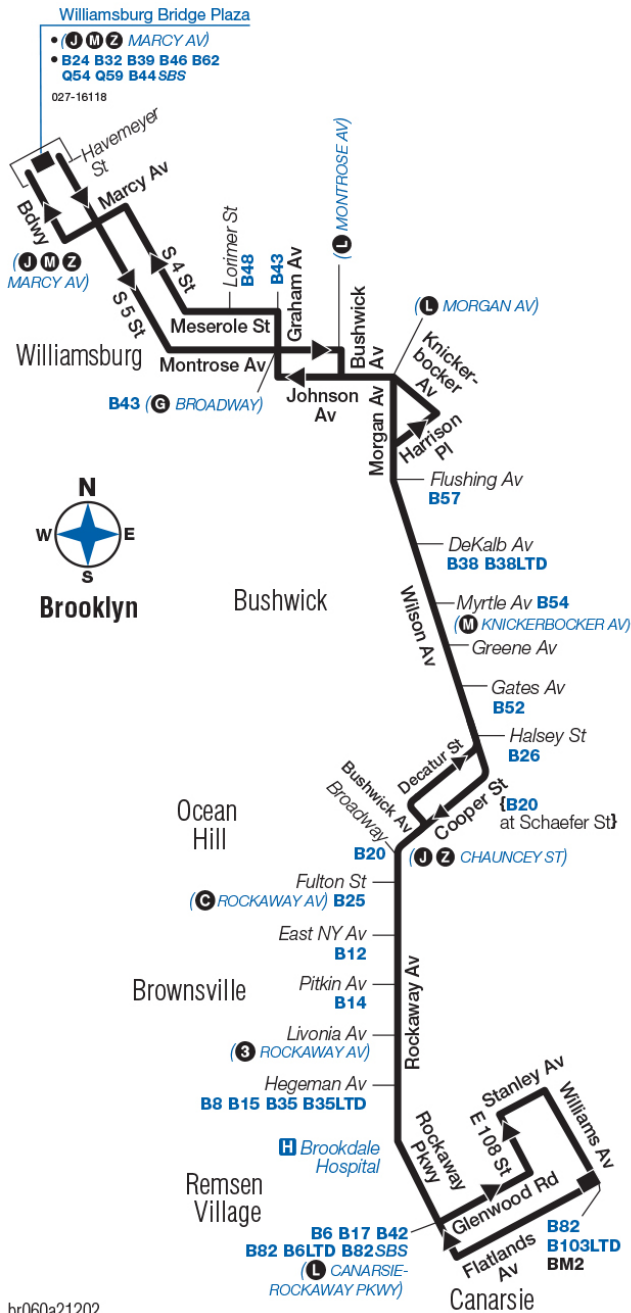 Williamsburg Bridge Plaza
• (J M Z MARCY AV)
• B24 B32 B39 B46 B62
Q54 Q59 B44SBS
027-16118
Havemeyer
St
Bdwy
Marcy Av
(J M Z
MARCY AV)
S 4 St
S 5 St
Lorimer St
B48
B43
Graham Av
(L MONTROSE AV)
Meserole St
Williamsburg
Montrose Av
B43 (G BROADWAY)
Johnson
Av
Bushwick
Av
(L MORGAN AV)
Knicker-
bocker
Av
Morgan Av
Harrison
Pl
Flushing Av
B57
N
W E
S
Brooklyn
DeKalb Av
B38 B38LTD
Bushwick
Myrtle Av B54
(M KNICKERBOCKER AV)
Wilson Av
Greene Av
Gates Av
B52
Halsey St
B26
Decatur St
Cooper St
Bushwick Av
Broadway
{B20
at Schaefer St}
Ocean
Hill
B20
(J Z CHAUNCEY ST)
Fulton St
(C ROCKAWAY AV) B25
East NY Av
B12
Brownsville
Pitkin Av
B14
Rockaway Av
Livonia Av
(3 ROCKAWAY AV)
Hegeman Av
B8 B15 B35 B35LTD
H Brookdale
Hospital
Rockaway
Pkwy
E 108 St
Stanley Av
Williams Av
Remsen
Village
Glenwood Rd
B6 B17 B42
B82 B6LTD B82SBS
(L CANARSIE-
ROCKAWAY PKWY)
Flatlands
Av
B82
B103LTD
BM2
Canarsie
br060a21202